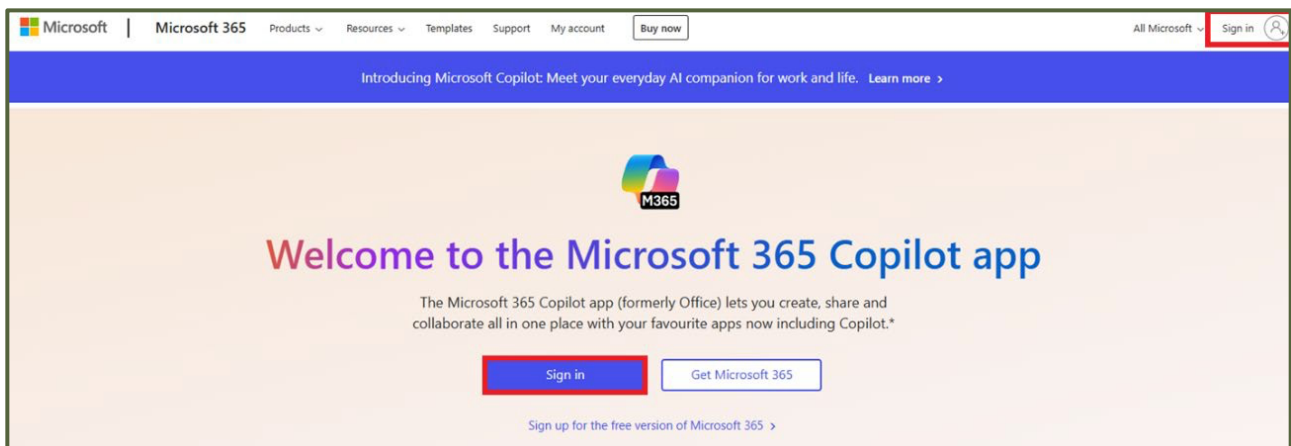 Microsoft | Microsoft 365 Products Resources Templates Support My account Buy now All Microsoft Sign in
Introducing Microsoft Copilot: Meet your everyday AI companion for work and life. Learn more >
M365
Welcome to the Microsoft 365 Copilot app
The Microsoft 365 Copilot app (formerly Office) lets you create, share and
collaborate all in one place with your favourite apps now including Copilot.*
Sign in Get Microsoft 365
Sign up for the free version of Microsoft 365 >